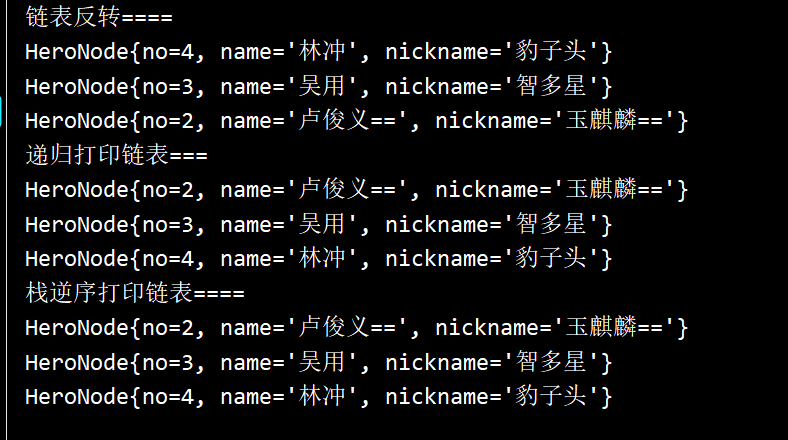 链表反转====
HeroNode{no=4, name='林冲', nickname='豹子头'}
HeroNode{no=3, name='吴用', nickname='智多星'}
HeroNode{no=2, name='卢俊义==', nickname='玉麒麟=='}
递归打印链表===
HeroNode{no=2, name='卢俊义==', nickname='玉麒麟=='}
HeroNode{no=3, name='吴用', nickname='智多星'}
HeroNode{no=4, name='林冲', nickname='豹子头'}
栈逆序打印链表====
HeroNode{no=2, name='卢俊义==', nickname='玉麒麟=='}
HeroNode{no=3, name='吴用', nickname='智多星'}
HeroNode{no=4, name='林冲', nickname='豹子头'}